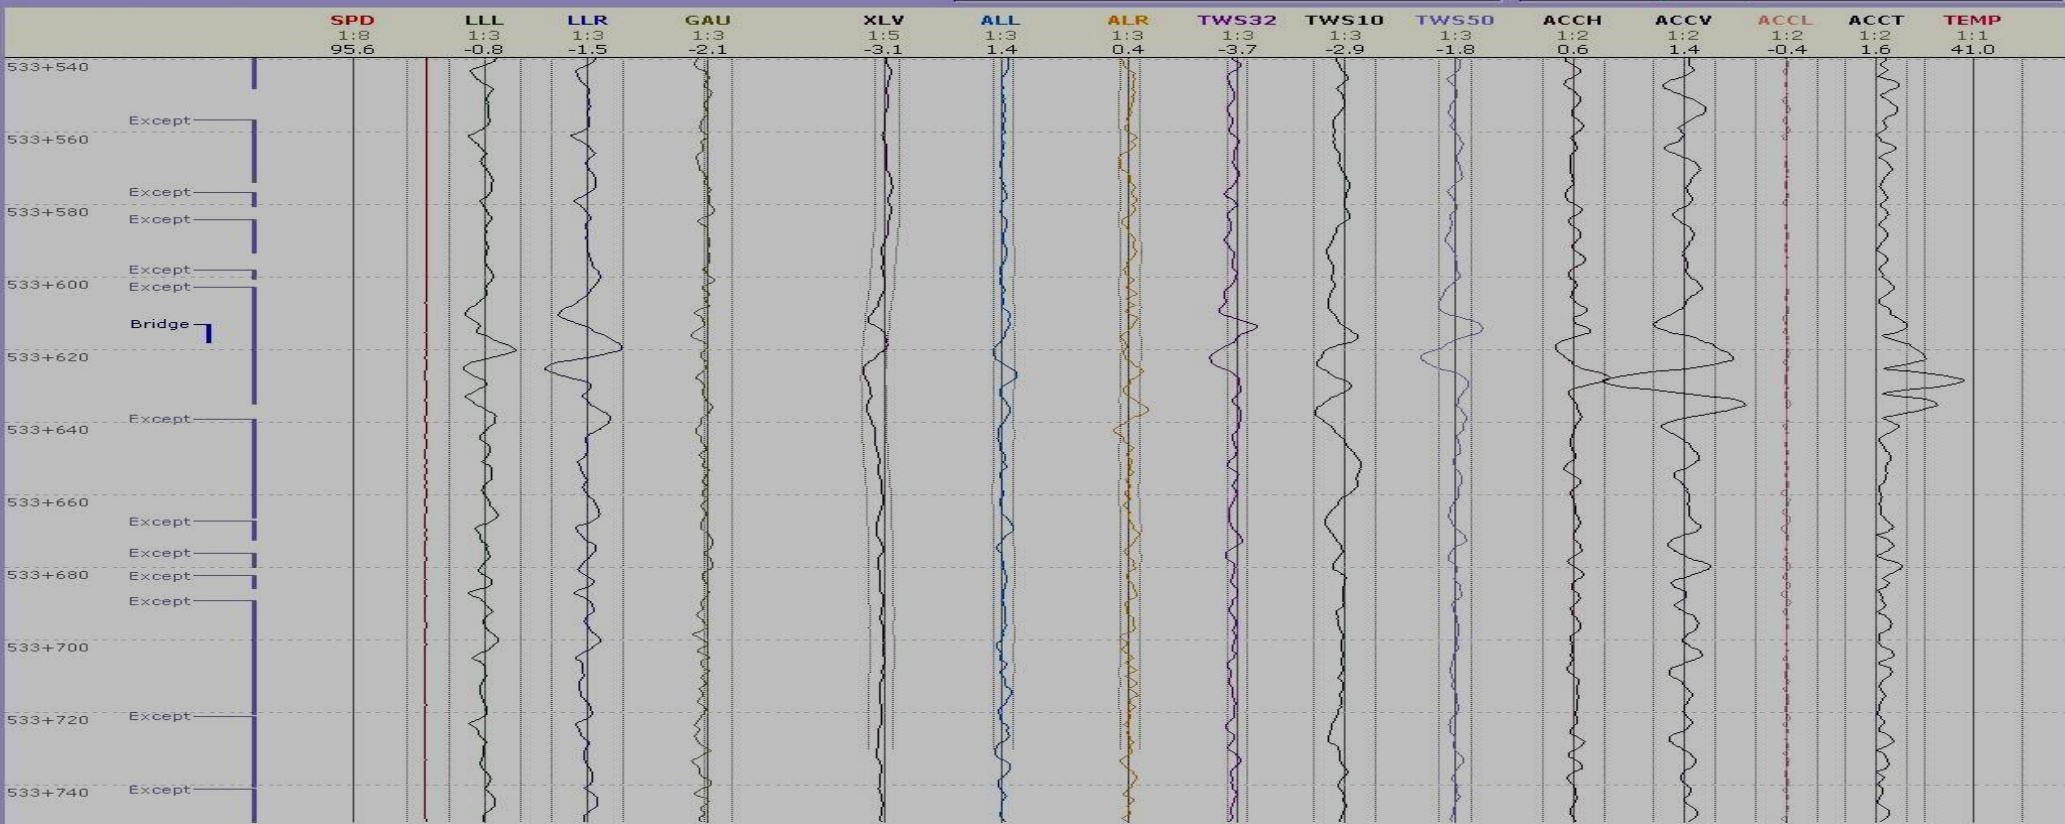 SPD LLL LLR GAU XLV ALL ALR TWS32 TWS10 TWS50 ACCH ACCV ACCL ACCT TEMP
1:8 1:3 1:3 1:3 1:5 1:3 1:3 1:3 1:3 1:3 1:2 1:2 1:2 1:2 1:1
95.6 -0.8 -1.5 -2.1 -3.1 1.4 0.4 -3.7 -2.9 -1.8 0.6 1.4 -0.4 1.6 41.0
533+540
Except
533+560
Except
533+580
Except
Except
533+600
Except
Bridge
533+620
Except
533+640
533+660
Except
Except
533+680
Except
Except
533+700
533+720
Except
533+740
Except